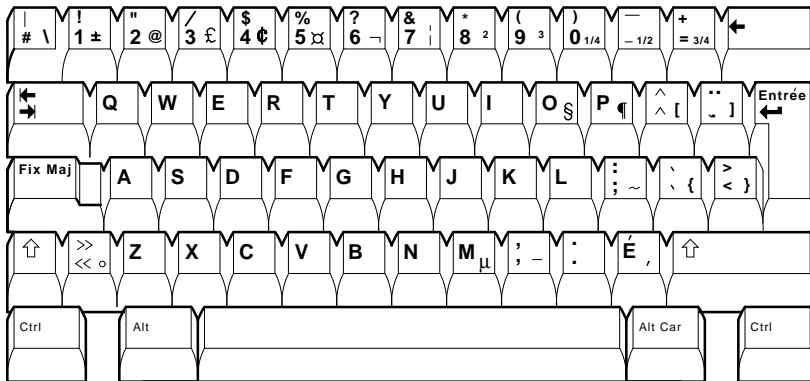 | ! " / $ % ? & * ( ) — +
# \ 1 ± 2 @ 3 £ 4 ¢ 5 ¤ 6 ¬ 7 ¦ 8 ² 9 ³ 0 1/4 – 1/2 = 3/4
Q W E R T Y U I O § P ¶ ^ ^ [ ¨ ] Entrée
Fix Maj A S D F G H J K L : ; ~ ` ` { > < } 
>> << ° Z X C V B N M µ ' , _ . . É ´
Ctrl Alt Alt Car Ctrl